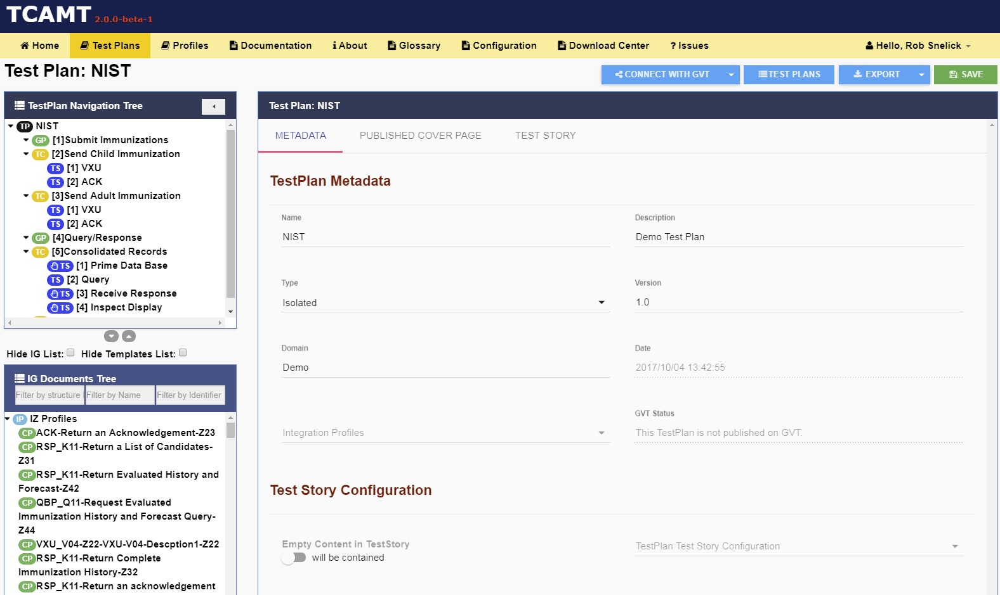 TCAMT 2.0.0-beta-1
Home Test Plans Profiles Documentation About Glossary Configuration Download Center ? Issues Hello, Rob Snelick
Test Plan: NIST
CONNECT WITH GVT TEST PLANS EXPORT SAVE
TestPlan Navigation Tree
TP NIST
GP [1]Submit Immunizations
TC [2]Send Child Immunization
TS [1] VXU
TS [2] ACK
TC [3]Send Adult Immunization
TS [1] VXU
TS [2] ACK
GP [4]Query/Response
TC [5]Consolidated Records
TS [1] Prime Data Base
TS [2] Query
TS [3] Receive Response
TS [4] Inspect Display
Hide IG List: Hide Templates List:
IG Documents Tree
Filter by structure Filter by Name Filter by Identifier
IP IZ Profiles
CP ACK-Return an Acknowledgement-Z23
CP RSP_K11-Return a List of Candidates-
Z31
CP RSP_K11-Return Evaluated History and
Forecast-Z42
CP QBP_Q11-Request Evaluated
Immunization History and Forecast Query-
Z44
CP VXU_V04-Z22-VXU-V04-Descption1-Z22
CP RSP_K11-Return Complete
Immunization History-Z32
CP RSP_K11-Return an acknowledgement
Test Plan: NIST
METADATA PUBLISHED COVER PAGE TEST STORY
TestPlan Metadata
Name Description
NIST Demo Test Plan
Type Version
Isolated 1.0
Domain Date
Demo 2017/10/04 13:42:55
GVT Status
Integration Profiles This TestPlan is not published on GVT.
Test Story Configuration
Empty Content in TestStory
will be contained
TestPlan Test Story Configuration